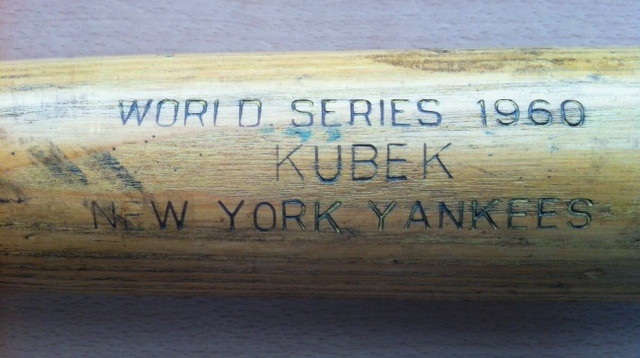 WORLD SERIES 1960
KUBEK
NEW YORK YANKEES